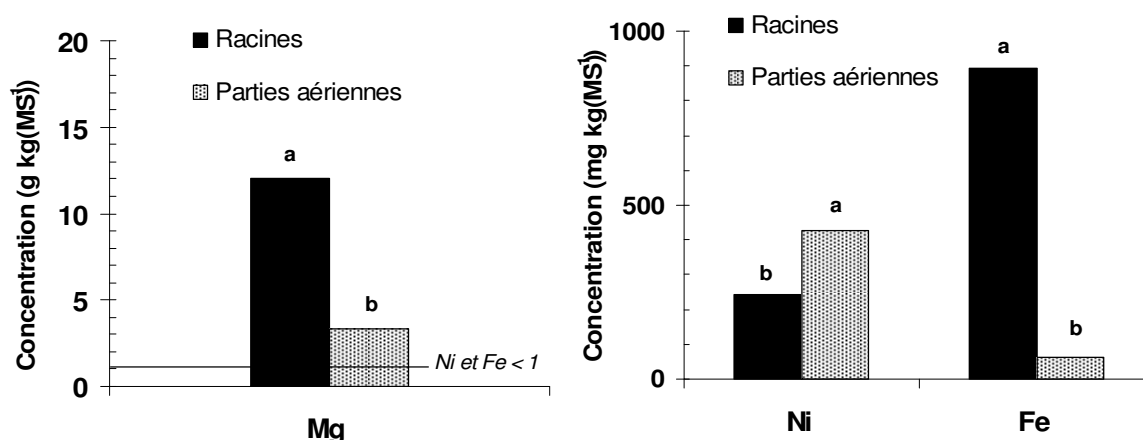 Concentration (g kg(MS)¹)
20
15
10
5
0
Racines
Parties aériennes
a
b
Ni et Fe < 1
Mg
Concentration (mg kg(MS)¹)
1000
500
0
Racines
Parties aériennes
b
a
a
b
Ni
Fe